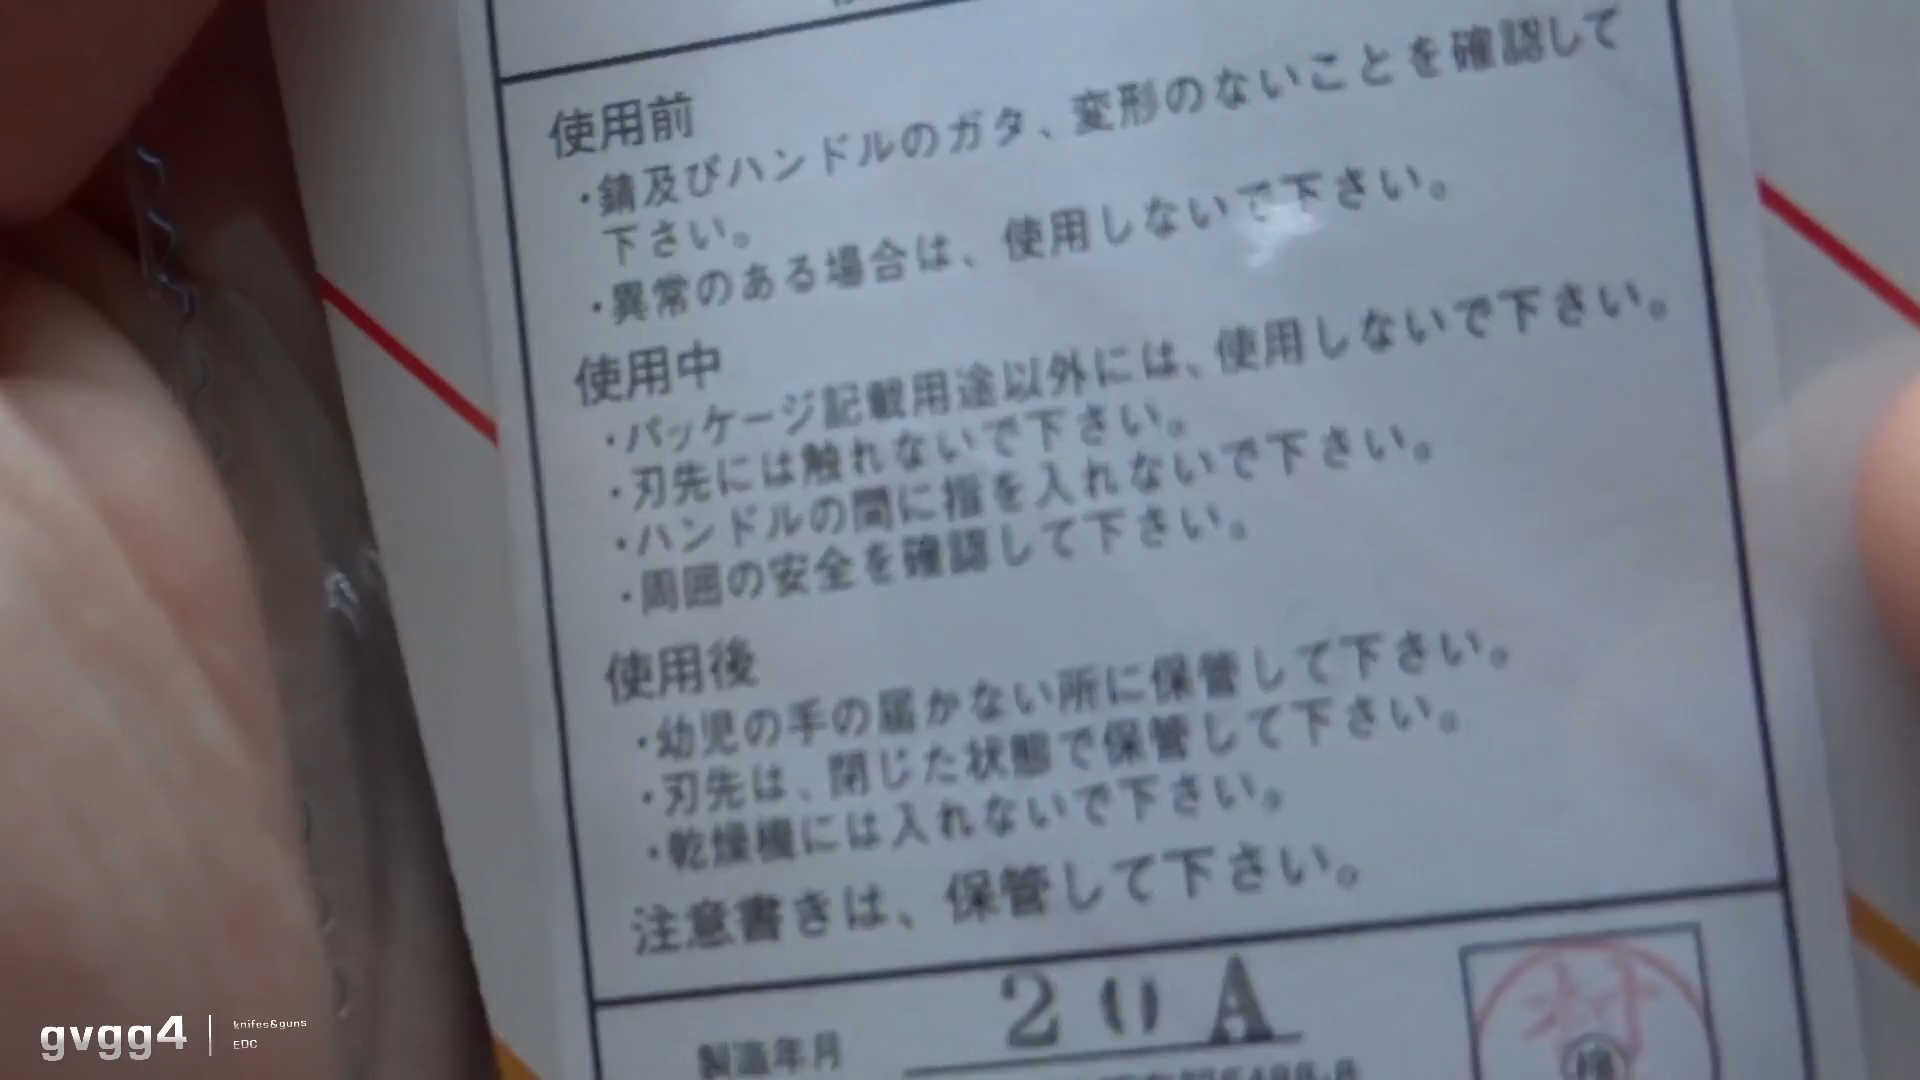 使用前
・錆及びハンドルのガタ、変形のないことを確認して
下さい。
・異常のある場合は、使用しないで下さい。
使用中
・パッケージ記載用途以外には、使用しないで下さい。
・刃先には触れないで下さい。
・ハンドルの間に指を入れないで下さい。
・周囲の安全を確認して下さい。
使用後
・幼児の手の届かない所に保管して下さい。
・刃先は、閉じた状態で保管して下さい。
・乾燥機には入れないで下さい。
注意書きは、保管して下さい。
製造年月 20A
gvgg4
knifes&guns
EDC